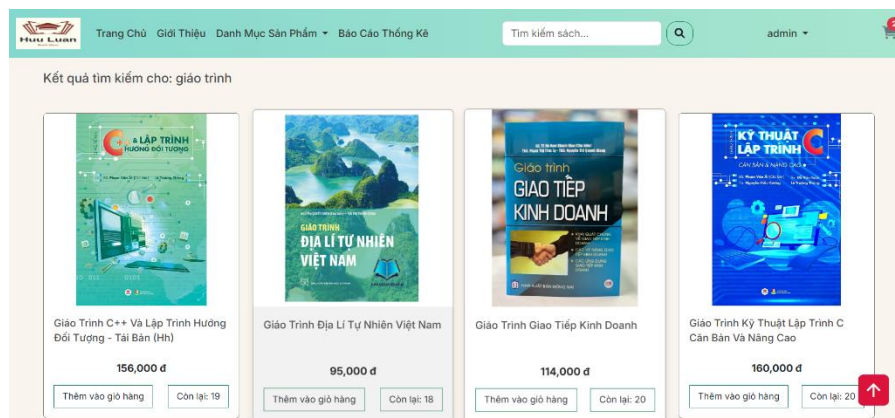 Huu Luan
Trang Chủ Giới Thiệu Danh Mục Sản Phẩm Báo Cáo Thống Kê
Tìm kiếm sách...
admin
Kết quả tìm kiếm cho: giáo trình
C++ & LẬP TRÌNH
HƯỚNG ĐỐI TƯỢNG
GIÁO TRÌNH
ĐỊA LÍ TỰ NHIÊN
VIỆT NAM
Giáo trình
GIAO TIẾP
KINH DOANH
KỸ THUẬT
LẬP TRÌNH C
CĂN BẢN & NÂNG CAO
Giáo Trình C++ Và Lập Trình Hướng
Đối Tượng - Tái Bản (Hh)
156,000 đ
Thêm vào giỏ hàng
Còn lại: 19
Giáo Trình Địa Lí Tự Nhiên Việt Nam
95,000 đ
Thêm vào giỏ hàng
Còn lại: 18
Giáo Trình Giao Tiếp Kinh Doanh
114,000 đ
Thêm vào giỏ hàng
Còn lại: 20
Giáo Trình Kỹ Thuật Lập Trình C
Căn Bản Và Nâng Cao
160,000 đ
Thêm vào giỏ hàng
Còn lại: 20